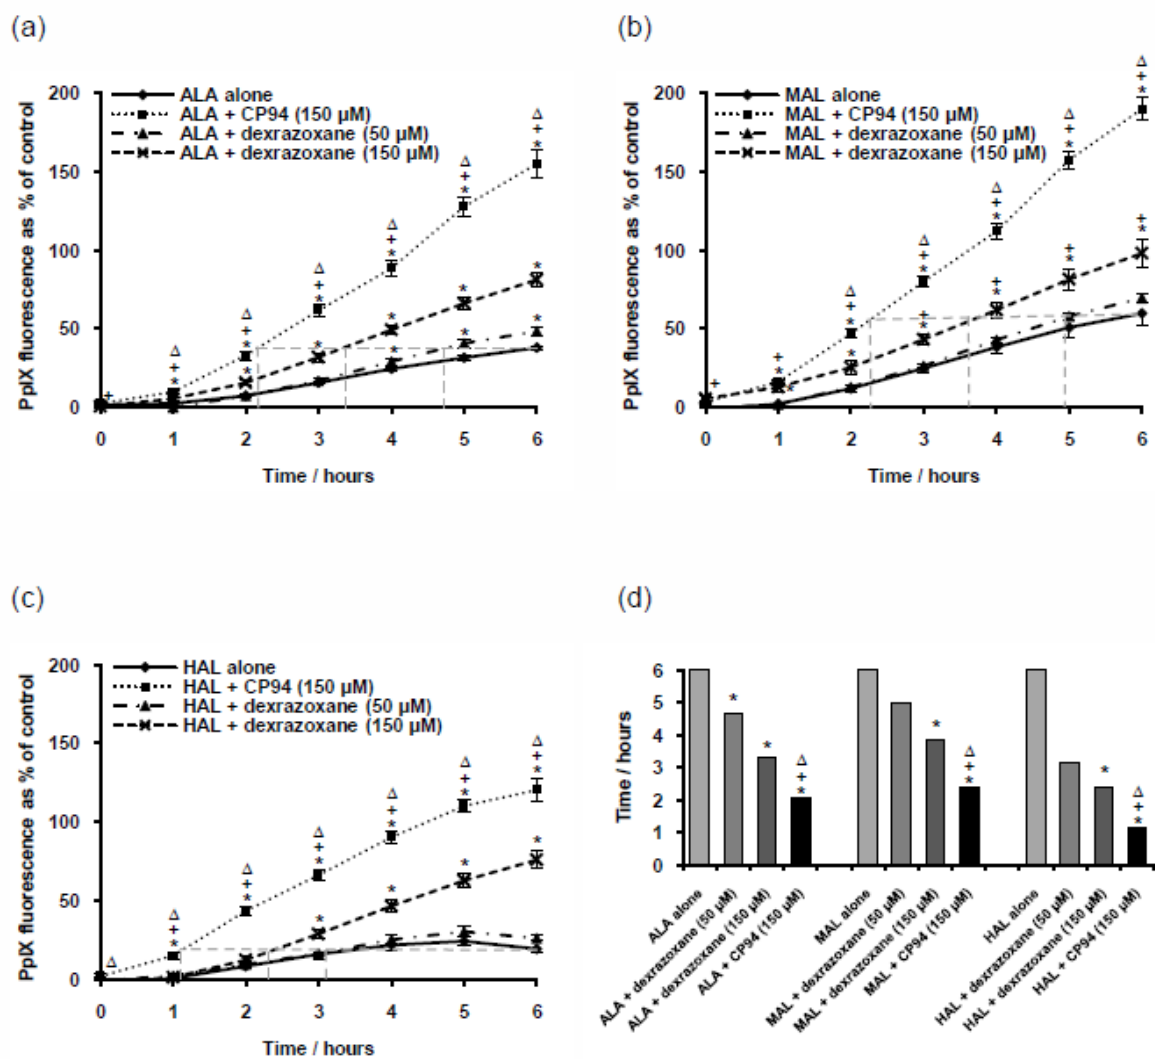 (a)
ALA alone
ALA + CP94 (150 µM)
ALA + dexrazoxane (50 µM)
ALA + dexrazoxane (150 µM)
PpIX fluorescence as % of control
200
150
100
50
0
0 1 2 3 4 5 6
Time / hours
(b)
MAL alone
MAL + CP94 (150 µM)
MAL + dexrazoxane (50 µM)
MAL + dexrazoxane (150 µM)
PpIX fluorescence as % of control
200
150
100
50
0
0 1 2 3 4 5 6
Time / hours
(c)
HAL alone
HAL + CP94 (150 µM)
HAL + dexrazoxane (50 µM)
HAL + dexrazoxane (150 µM)
PpIX fluorescence as % of control
200
150
100
50
0
0 1 2 3 4 5 6
Time / hours
(d)
Time / hours
6
5
4
3
2
1
0
ALA alone
ALA + dexrazoxane (50 µM)
ALA + dexrazoxane (150 µM)
ALA + CP94 (150 µM)
MAL alone
MAL + dexrazoxane (50 µM)
MAL + dexrazoxane (150 µM)
MAL + CP94 (150 µM)
HAL alone
HAL + dexrazoxane (50 µM)
HAL + dexrazoxane (150 µM)
HAL + CP94 (150 µM)